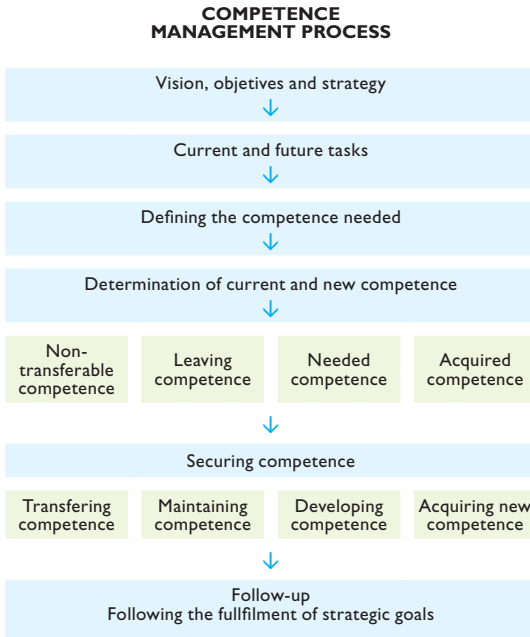 COMPETENCE
MANAGEMENT PROCESS
Vision, objectives and strategy
Current and future tasks
Defining the competence needed
Determination of current and new competence
Non-
transferable
competence
Leaving
competence
Needed
competence
Acquired
competence
Securing competence
Transfering
competence
Maintaining
competence
Developing
competence
Acquiring new
competence
Follow-up
Following the fullfilment of strategic goals